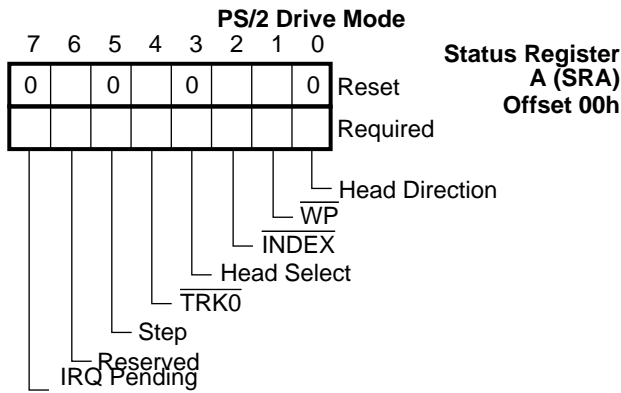 PS/2 Drive Mode
7 6 5 4 3 2 1 0
Status Register
A (SRA)
Offset 00h
0 0 0 0 Reset
Required
Head Direction
WP
INDEX
Head Select
TRK0
Step
Reserved
IRQ Pending